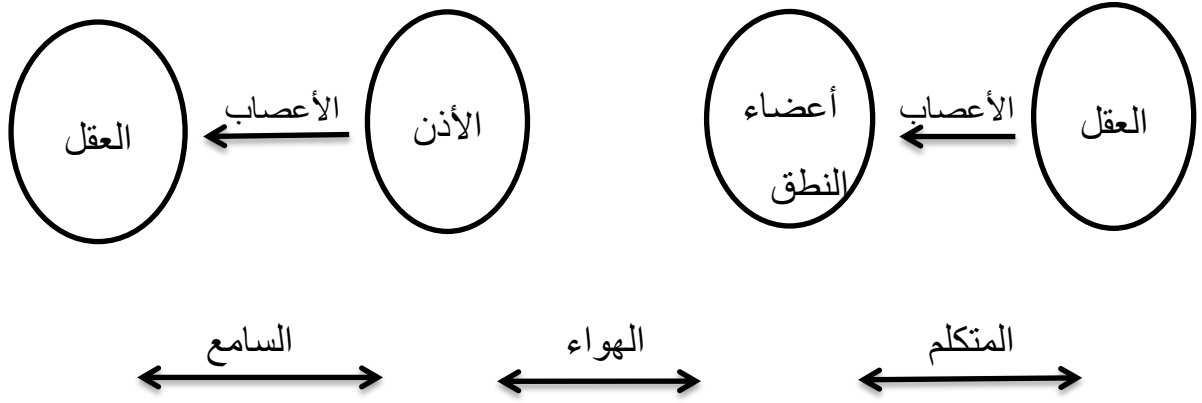 العقل
الأعصاب
أعضاء
النطق
الأذن
الأعصاب
العقل
المتكلم
الهواء
السامع